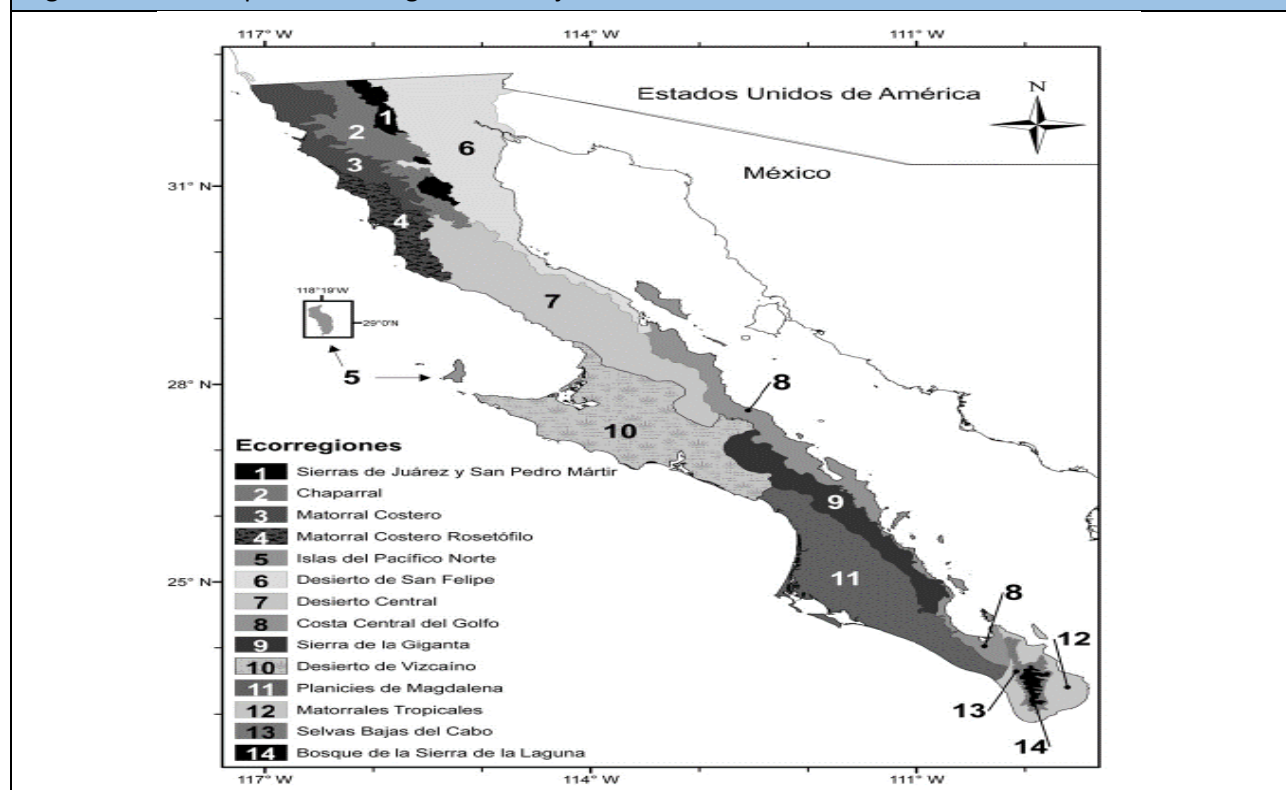 117° W 114° W 111° W
N
Estados Unidos de América
México
31° N
28° N
25° N
1
2
3
6
4
7
118°19'W
29°0'N
5
8
10
9
11
8
12
13
14
Ecorregiones
1 Sierras de Juárez y San Pedro Mártir
2 Chaparral
3 Matorral Costero
4 Matorral Costero Rosetófilo
5 Islas del Pacífico Norte
6 Desierto de San Felipe
7 Desierto Central
8 Costa Central del Golfo
9 Sierra de la Giganta
10 Desierto de Vizcaíno
11 Planicies de Magdalena
12 Matorrales Tropicales
13 Selvas Bajas del Cabo
14 Bosque de la Sierra de la Laguna
117° W 114° W 111° W